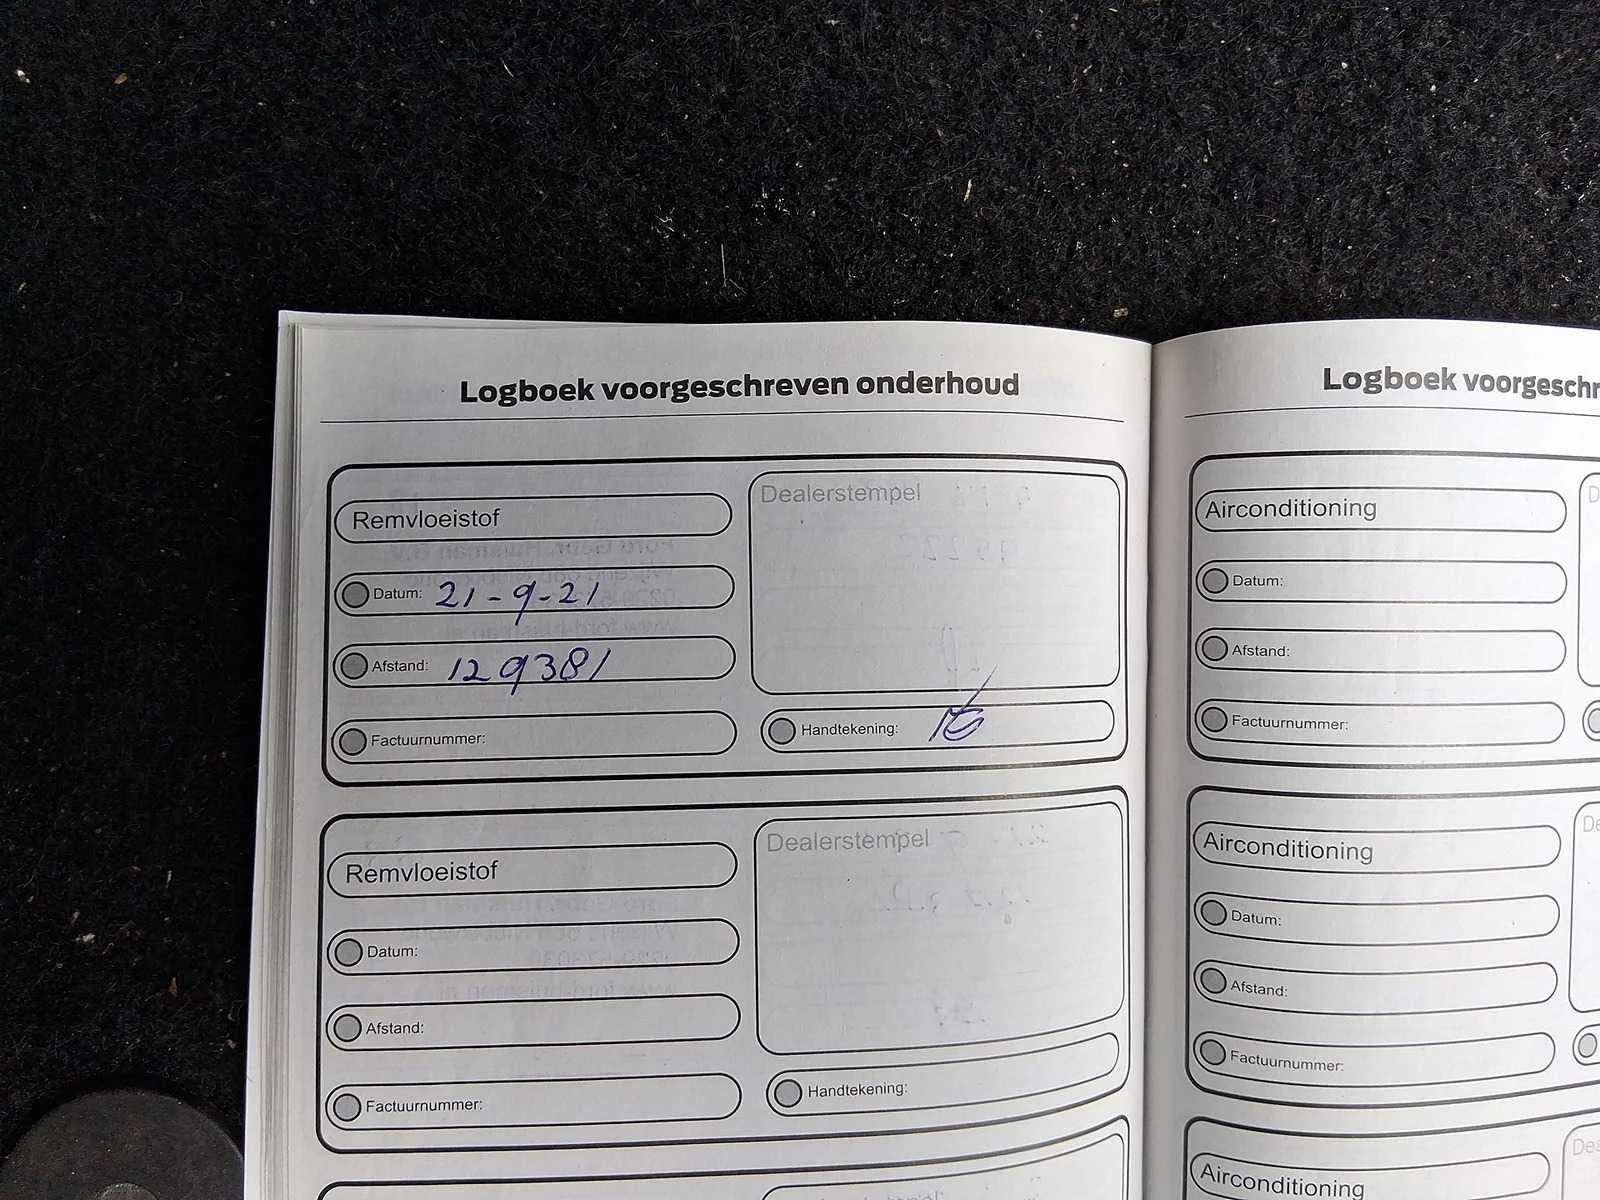 Logboek voorgeschreven onderhoud
Remvloeistof
Dealerstempel
Datum: 21-9-21
Afstand: 129381
Factuurnummer:
Handtekening:
Remvloeistof
Dealerstempel
Datum:
Afstand:
Factuurnummer:
Handtekening:
Logboek voorgeschr
Airconditioning
Datum:
Afstand:
Factuurnummer:
Airconditioning
Datum:
Afstand:
Factuurnummer:
Airconditioning